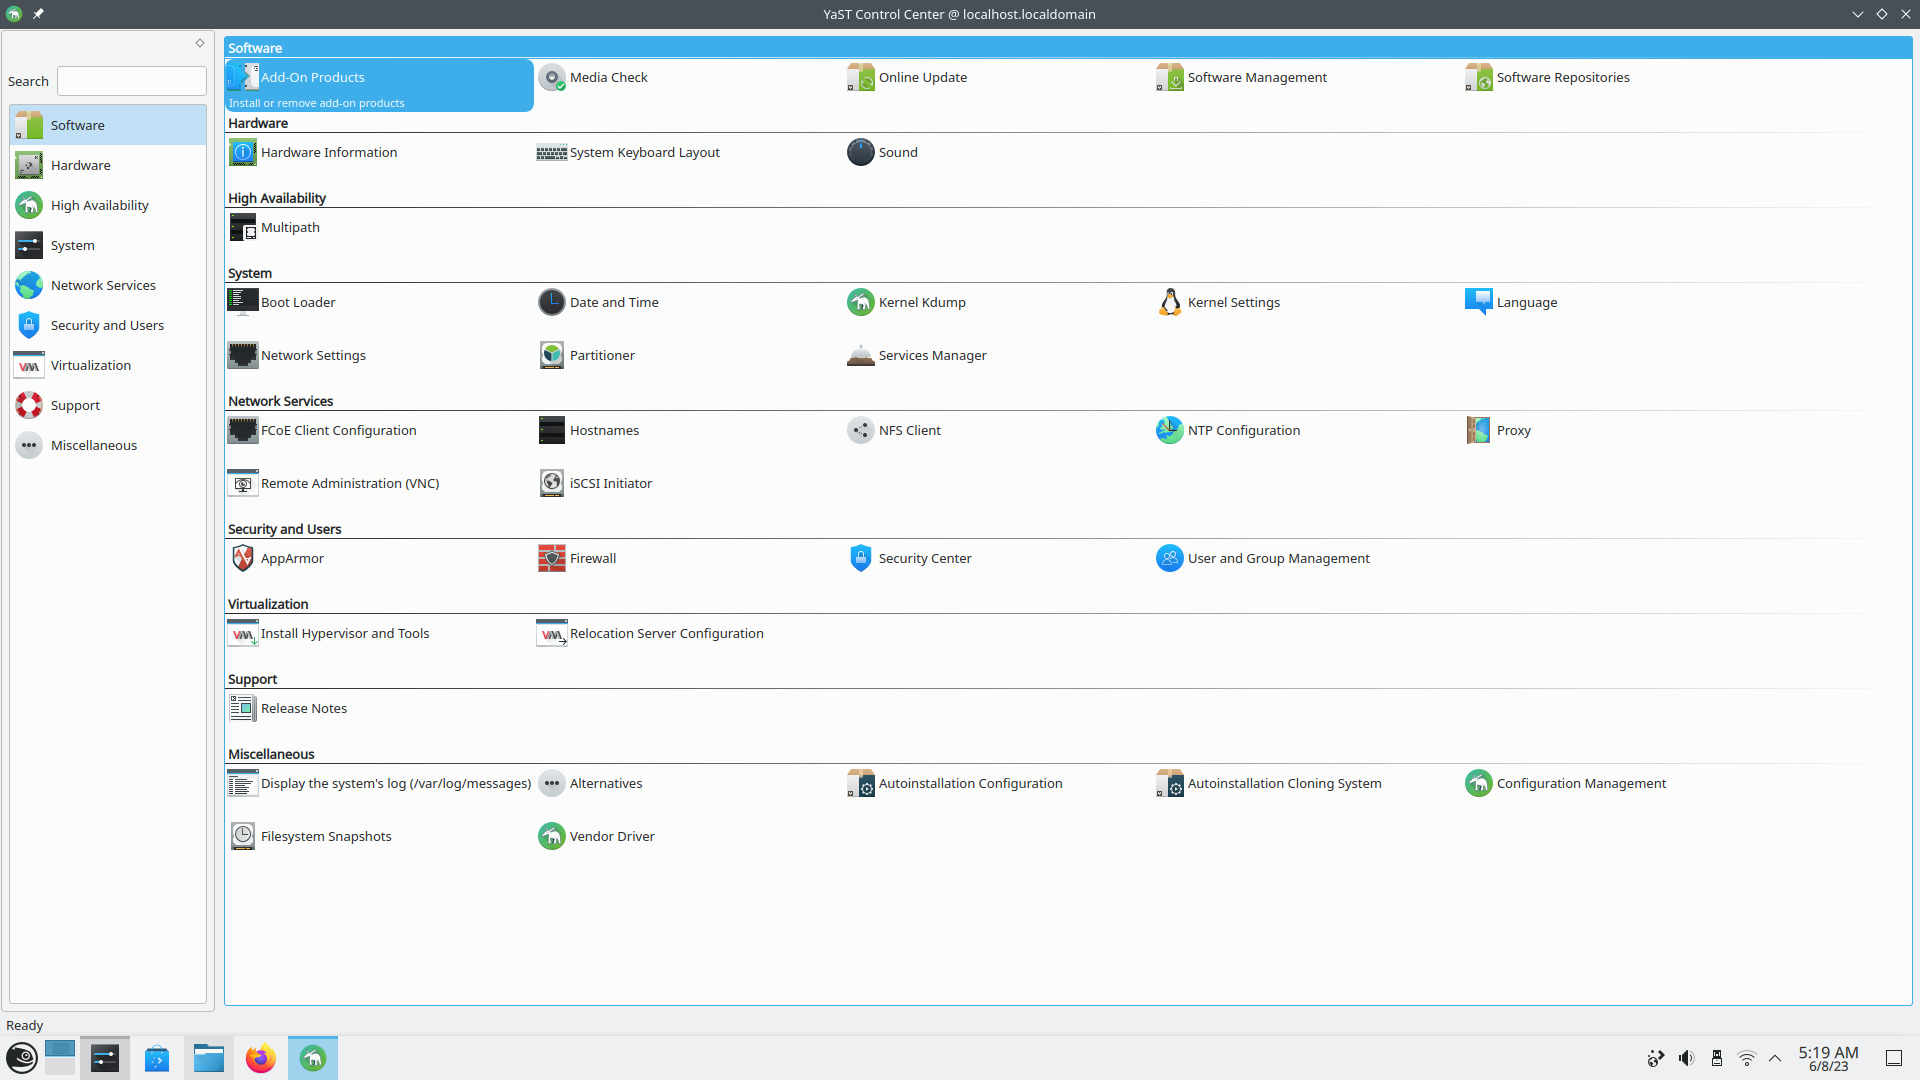 YaST Control Center @ localhost.localdomain
Search
Software
Hardware
High Availability
System
Network Services
Security and Users
Virtualization
Support
Miscellaneous
Software
Add-On Products
Install or remove add-on products
Media Check
Online Update
Software Management
Software Repositories
Hardware
Hardware Information
System Keyboard Layout
Sound
High Availability
Multipath
System
Boot Loader
Date and Time
Kernel Kdump
Kernel Settings
Language
Network Settings
Partitioner
Services Manager
Network Services
FCoE Client Configuration
Hostnames
NFS Client
NTP Configuration
Proxy
Remote Administration (VNC)
iSCSI Initiator
Security and Users
AppArmor
Firewall
Security Center
User and Group Management
Virtualization
Install Hypervisor and Tools
Relocation Server Configuration
Support
Release Notes
Miscellaneous
Display the system's log (/var/log/messages)
Alternatives
Autoinstallation Configuration
Autoinstallation Cloning System
Configuration Management
Filesystem Snapshots
Vendor Driver
Ready
5:19 AM
6/8/23